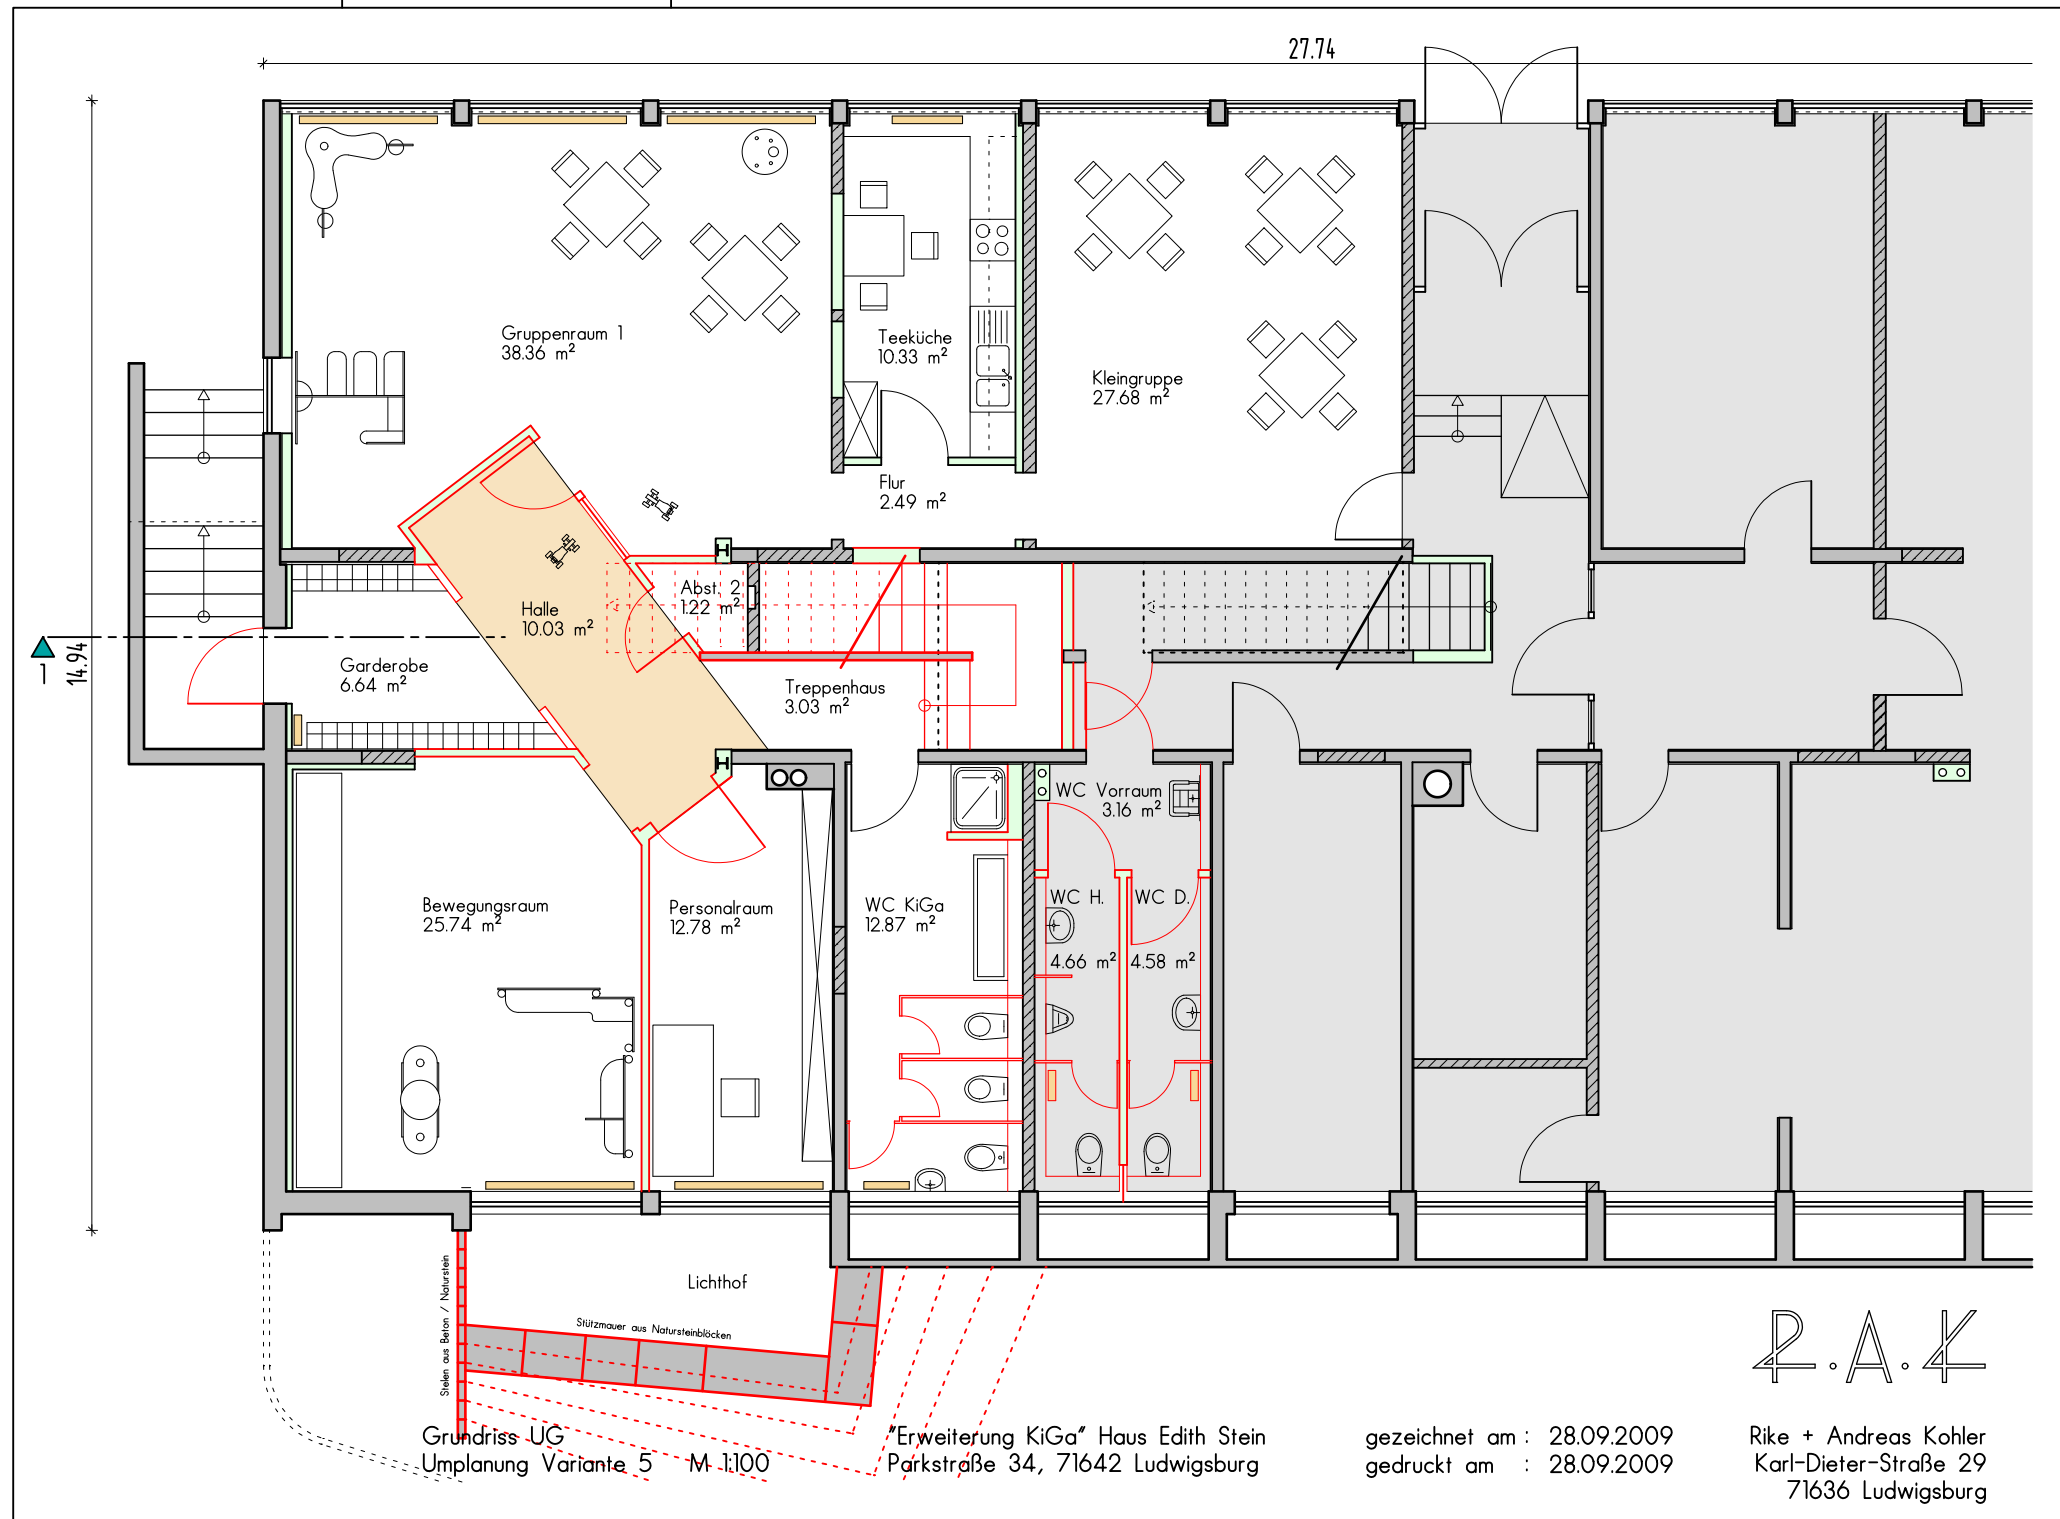 27.74
14.94
1
Gruppenraum 1
38.36 m²
Teeküche
10.33 m²
Kleingruppe
27.68 m²
Flur
2.49 m²
Halle
10.03 m²
Abst. 2
1.22 m²
Garderobe
6.64 m²
Treppenhaus
3.03 m²
WC Vorraum
3.16 m²
Bewegungsraum
25.74 m²
Personalraum
12.78 m²
WC KiGa
12.87 m²
WC H.
4.66 m²
WC D.
4.58 m²
Lichthof
Stützmauer aus Natursteinblöcken
Stelen aus Beton / Naturstein
R.A.K
Grundriss UG
Umplanung Variante 5 M 1:100
"Erweiterung KiGa" Haus Edith Stein
Parkstraße 34, 71642 Ludwigsburg
gezeichnet am : 28.09.2009
gedruckt am : 28.09.2009
Rike + Andreas Kohler
Karl-Dieter-Straße 29
71636 Ludwigsburg